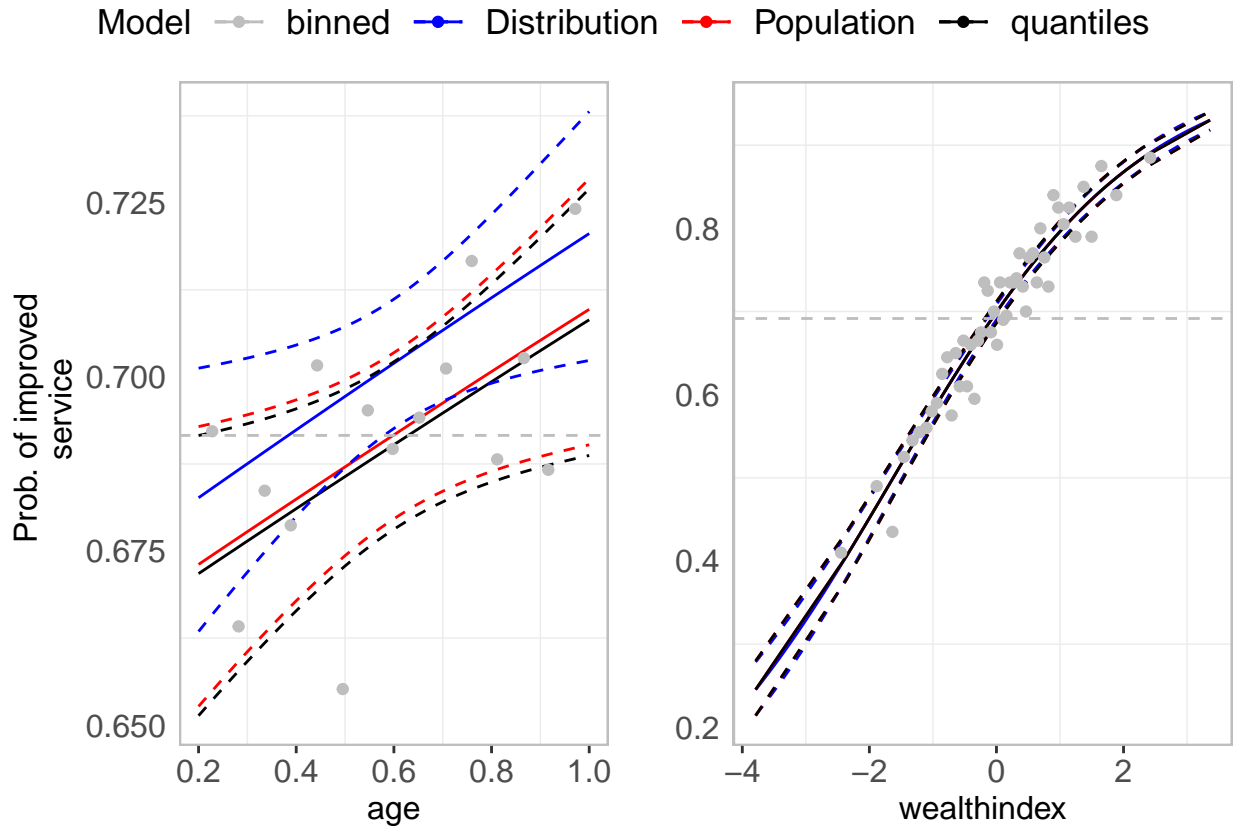 Model binned Distribution Population quantiles
Prob. of improved
service
0.725
0.700
0.675
0.650
0.2 0.4 0.6 0.8 1.0
age
0.8
0.6
0.4
0.2
−4 −2 0 2
wealthindex